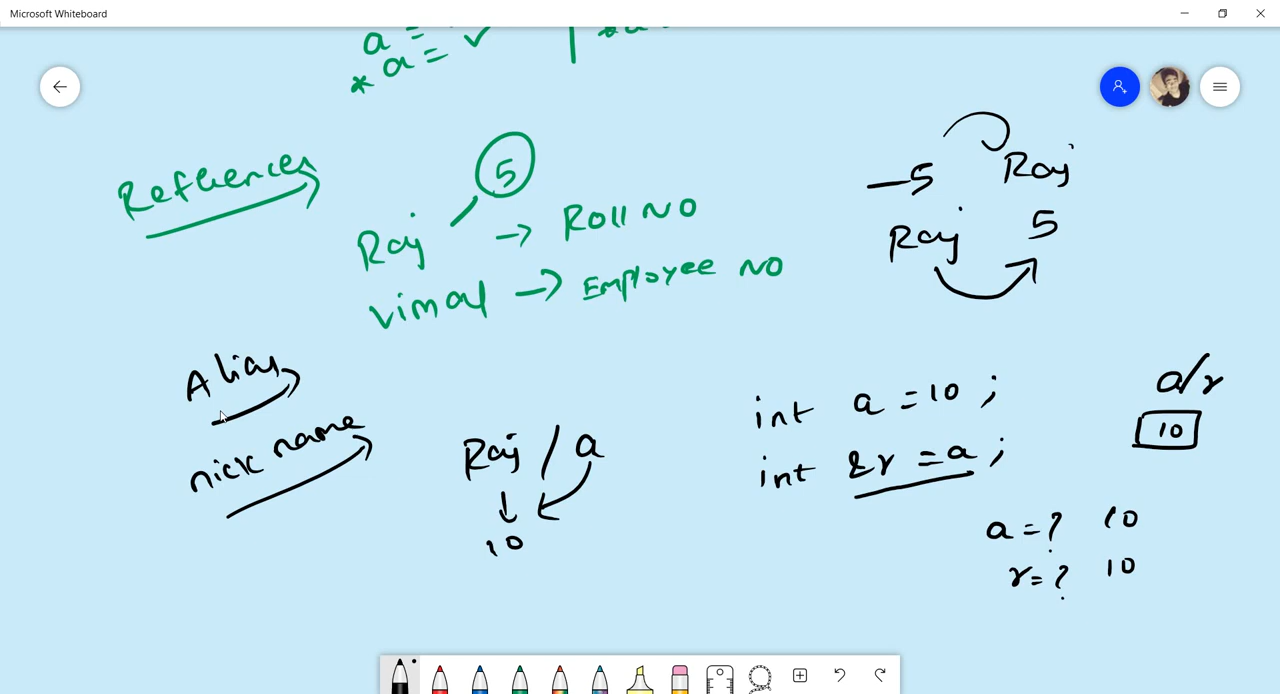 Microsoft Whiteboard
a =
* a =
Refrences
5
Raj → Roll NO
vimal → Employee NO
5 Raj
Raj 5
Alias
nick name
Raj / a
10
int a = 10 ;
int &r = a ;
a/r
10
a = ? 10
r = ? 10